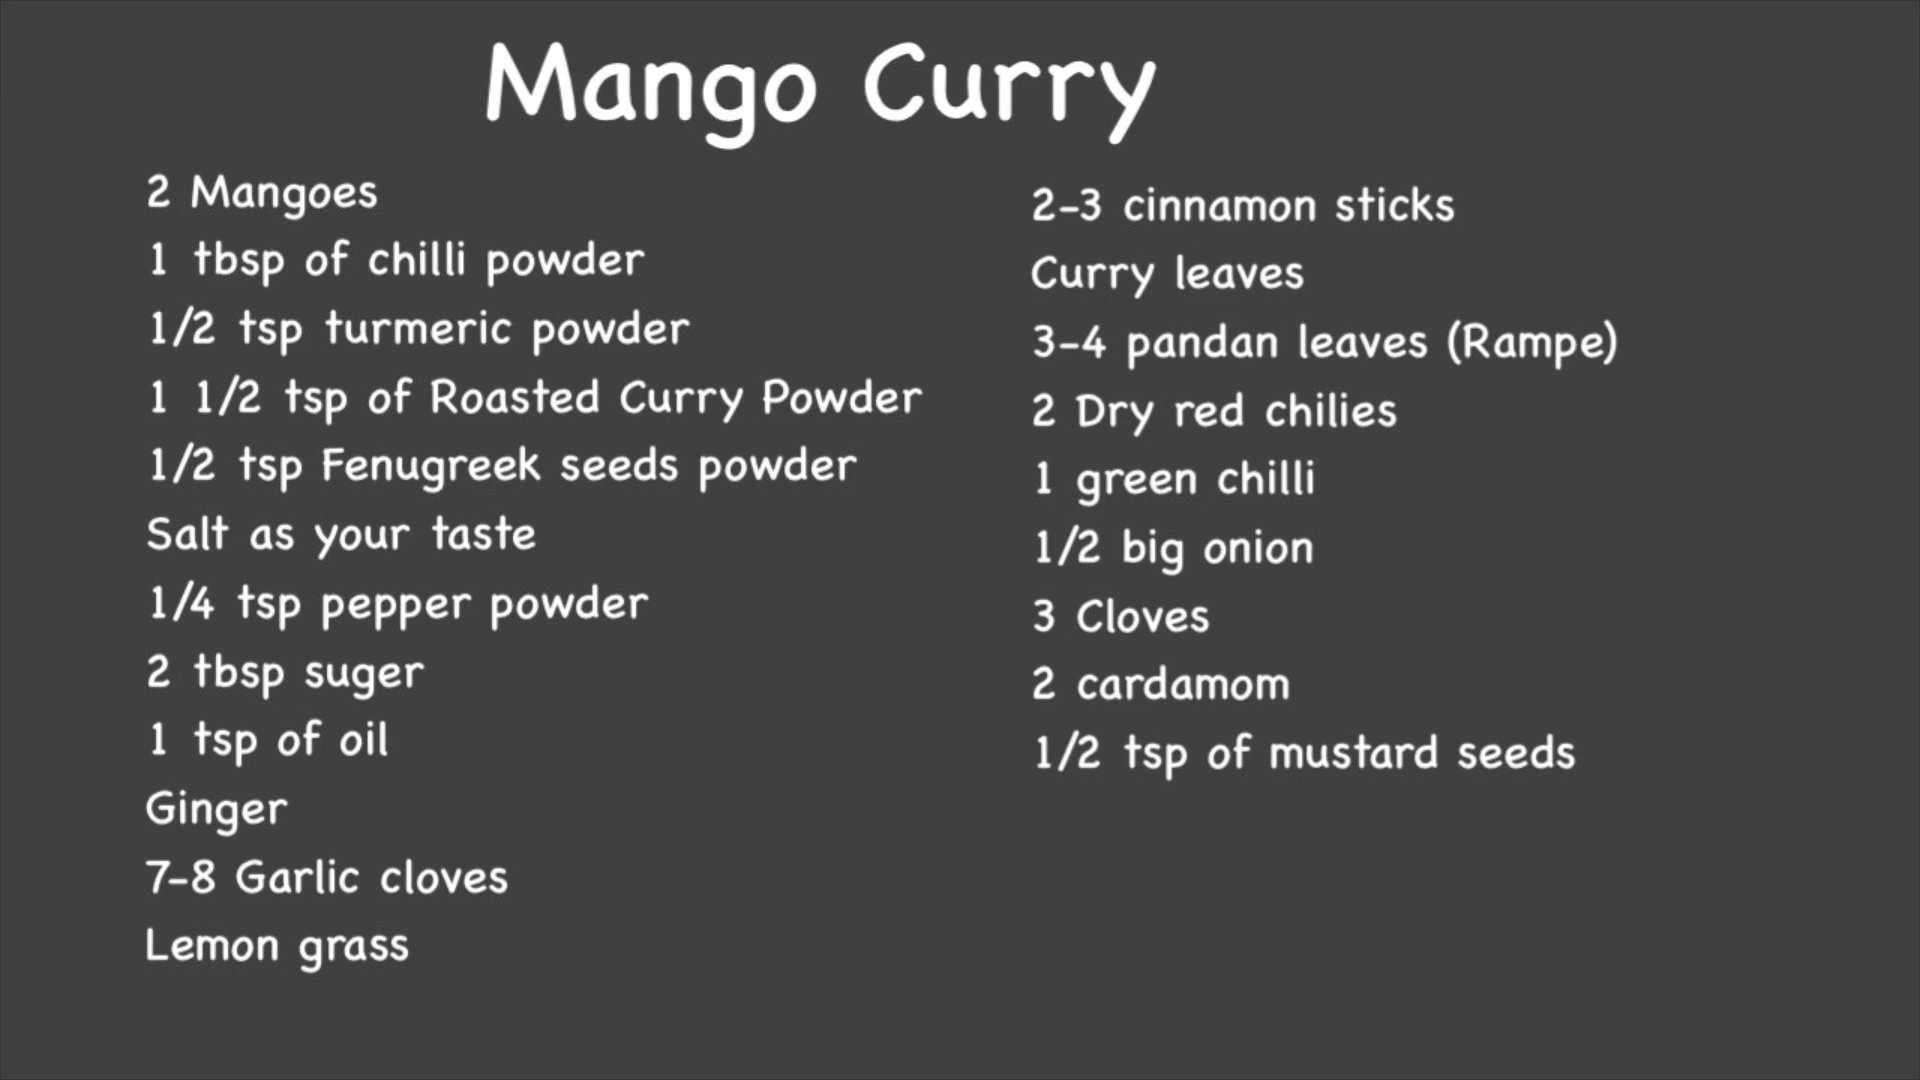 Mango Curry
2 Mangoes
1 tbsp of chilli powder
1/2 tsp turmeric powder
1 1/2 tsp of Roasted Curry Powder
1/2 tsp Fenugreek seeds powder
Salt as your taste
1/4 tsp pepper powder
2 tbsp suger
1 tsp of oil
Ginger
7-8 Garlic cloves
Lemon grass
2-3 cinnamon sticks
Curry leaves
3-4 pandan leaves (Rampe)
2 Dry red chilies
1 green chilli
1/2 big onion
3 Cloves
2 cardamom
1/2 tsp of mustard seeds